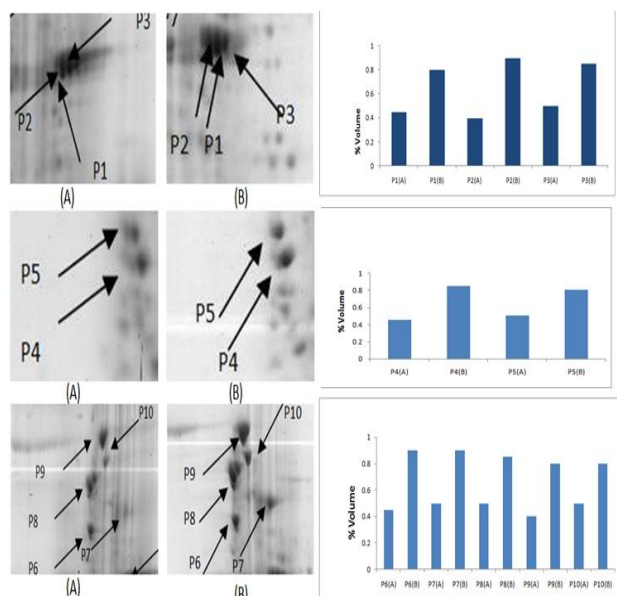 P3
P2
P1
(A)
P2
P1
P3
(B)
% Volume
1
0.8
0.6
0.4
0.2
0
P1(A) P1(B) P2(A) P2(B) P3(A) P3(B)
P5
P4
(A)
P5
P4
(B)
% Volume
1
0.8
0.6
0.4
0.2
0
P4(A) P4(B) P5(A) P5(B)
P10
P9
P8
P6
P7
(A)
P10
P9
P8
P6
P7
(B)
% Volume
1
0.8
0.6
0.4
0.2
0
P6(A) P6(B) P7(A) P7(B) P8(A) P8(B) P9(A) P9(B) P10(A) P10(B)